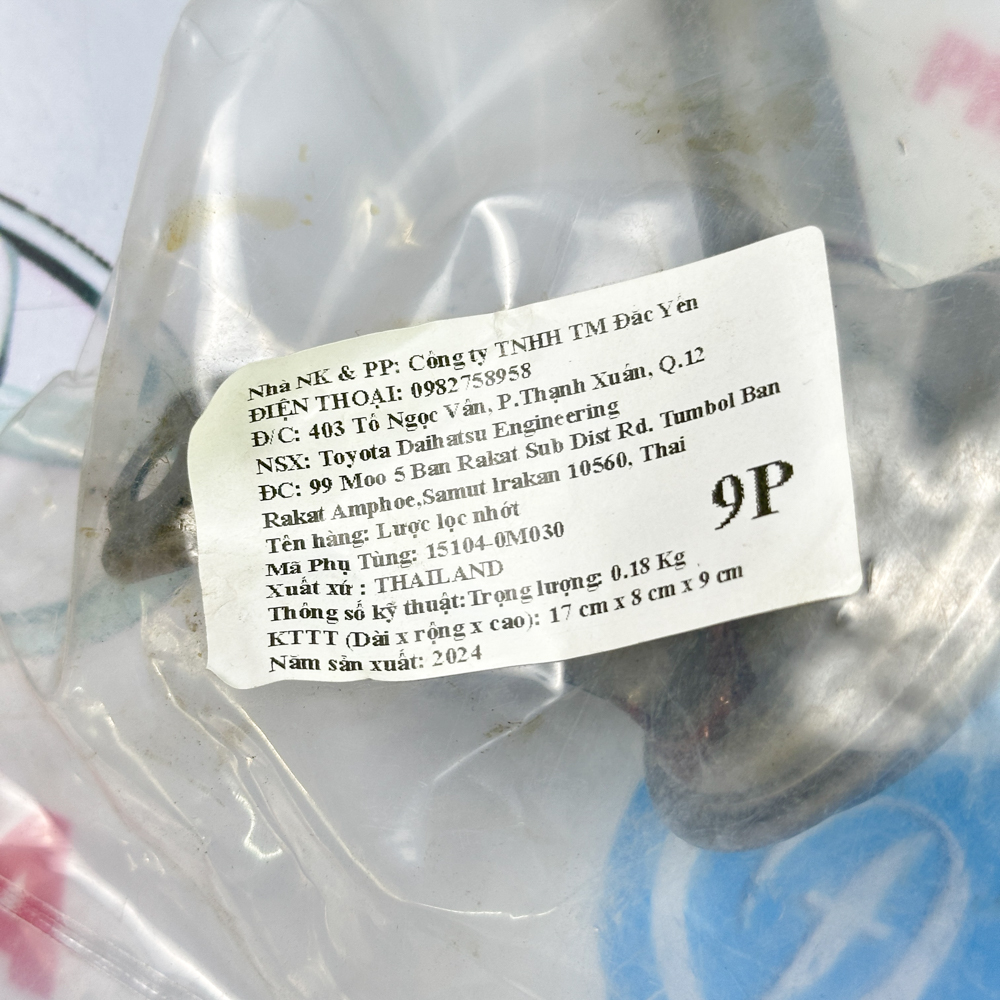 Nhà NK & PP: Công ty TNHH TM Đắc Yến
ĐIỆN THOẠI: 0982758958
Đ/C: 403 Tô Ngọc Vân, P.Thạnh Xuân, Q.12
NSX: Toyota Daihatsu Engineering
ĐC: 99 Moo 5 Ban Rakat Sub Dist Rd. Tumbol Ban
Rakat Amphoe,Samut Irakan 10560, Thai
Tên hàng: Lược lọc nhớt
Mã Phụ Tùng: 15104-0M030
Xuất xứ : THAILAND
Thông số kỹ thuật: Trọng lượng: 0.18 Kg
KTTT (Dài x rộng x cao): 17 cm x 8 cm x 9 cm
Năm sản xuất: 2024
9P